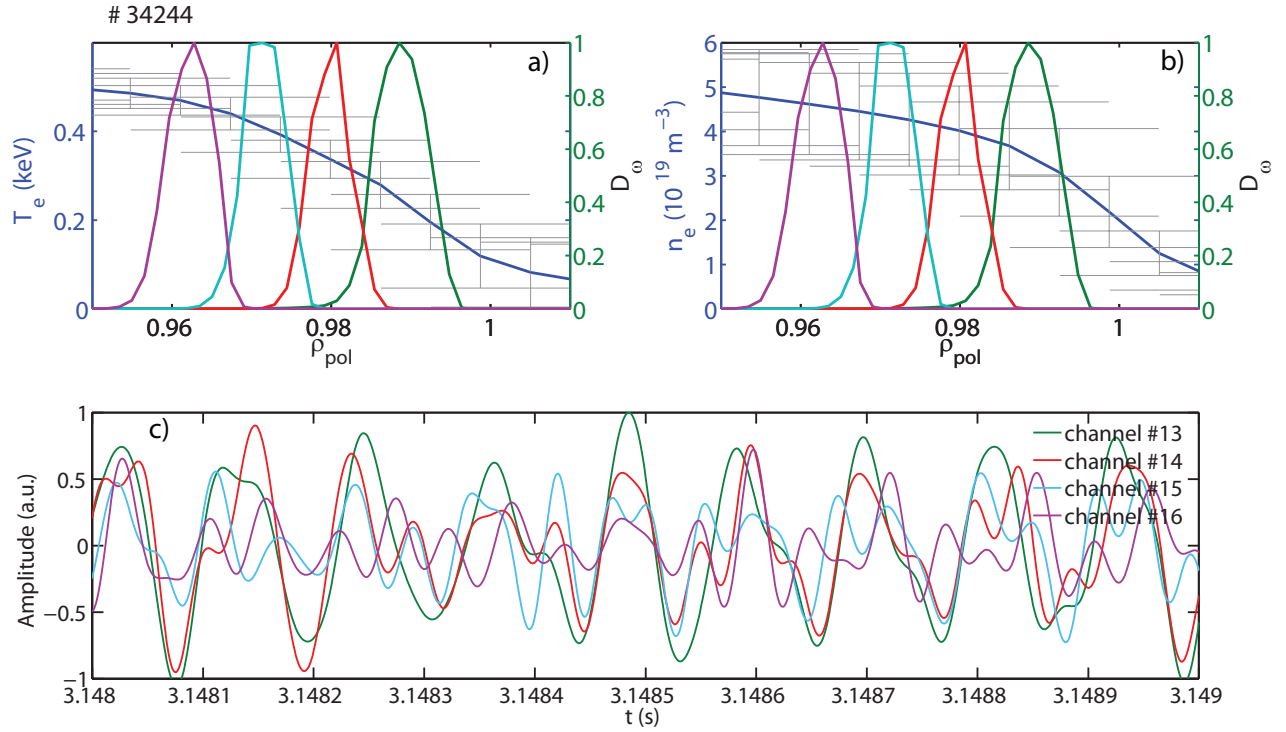 # 34244
a)
T_e (keV)
0
0.2
0.4
0.96
0.98
1
ρ_pol
0
0.2
0.4
0.6
0.8
1
D_ω
b)
n_e (10^19 m^−3)
0
1
2
3
4
5
6
0.96
0.98
1
ρ_pol
0
0.2
0.4
0.6
0.8
1
D_ω
c)
Amplitude (a.u.)
1
0.5
0
−0.5
−1
channel #13
channel #14
channel #15
channel #16
3.148 3.1481 3.1482 3.1483 3.1484 3.1485 3.1486 3.1487 3.1488 3.1489 3.149
t (s)